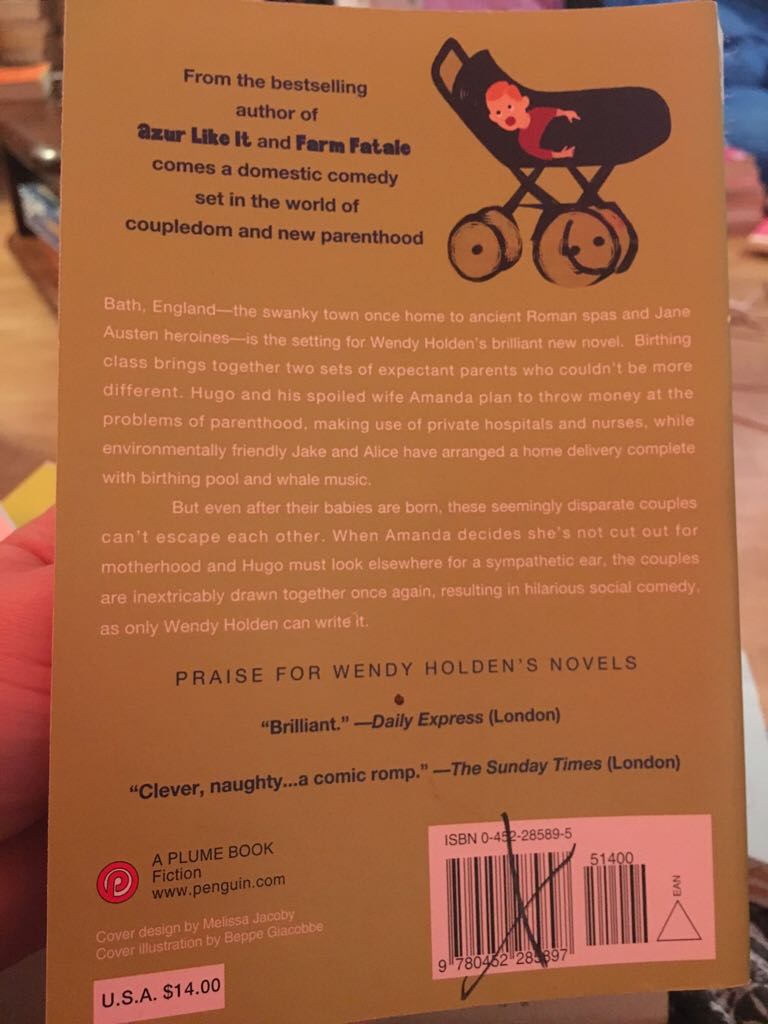 From the bestselling
author of
azur Like It and Farm Fatale
comes a domestic comedy
set in the world of
coupledom and new parenthood
Bath, England—the swanky town once home to ancient Roman spas and Jane
Austen heroines—is the setting for Wendy Holden's brilliant new novel. Birthing
class brings together two sets of expectant parents who couldn't be more
different. Hugo and his spoiled wife Amanda plan to throw money at the
problems of parenthood, making use of private hospitals and nurses, while
environmentally friendly Jake and Alice have arranged a home delivery complete
with birthing pool and whale music.
But even after their babies are born, these seemingly disparate couples
can't escape each other. When Amanda decides she's not cut out for
motherhood and Hugo must look elsewhere for a sympathetic ear, the couples
are inextricably drawn together once again, resulting in hilarious social comedy,
as only Wendy Holden can write it.
PRAISE FOR WENDY HOLDEN'S NOVELS
"Brilliant." —Daily Express (London)
"Clever, naughty...a comic romp." —The Sunday Times (London)
A PLUME BOOK
Fiction
www.penguin.com
Cover design by Melissa Jacoby
Cover illustration by Beppe Giacobbe
U.S.A. $14.00
ISBN 0-452-28589-5
51400
EAN
9 780452 285897